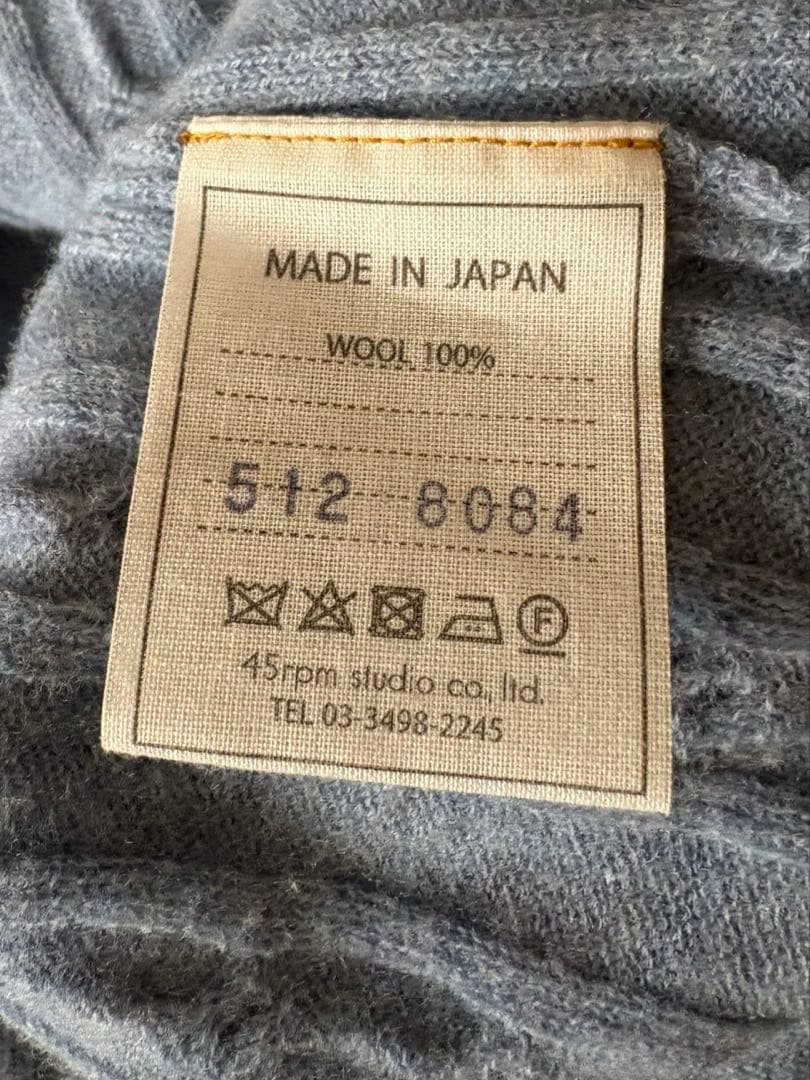 MADE IN JAPAN
WOOL 100%
512 8084
F
45rpm studio co., ltd.
TEL 03-3498-2245